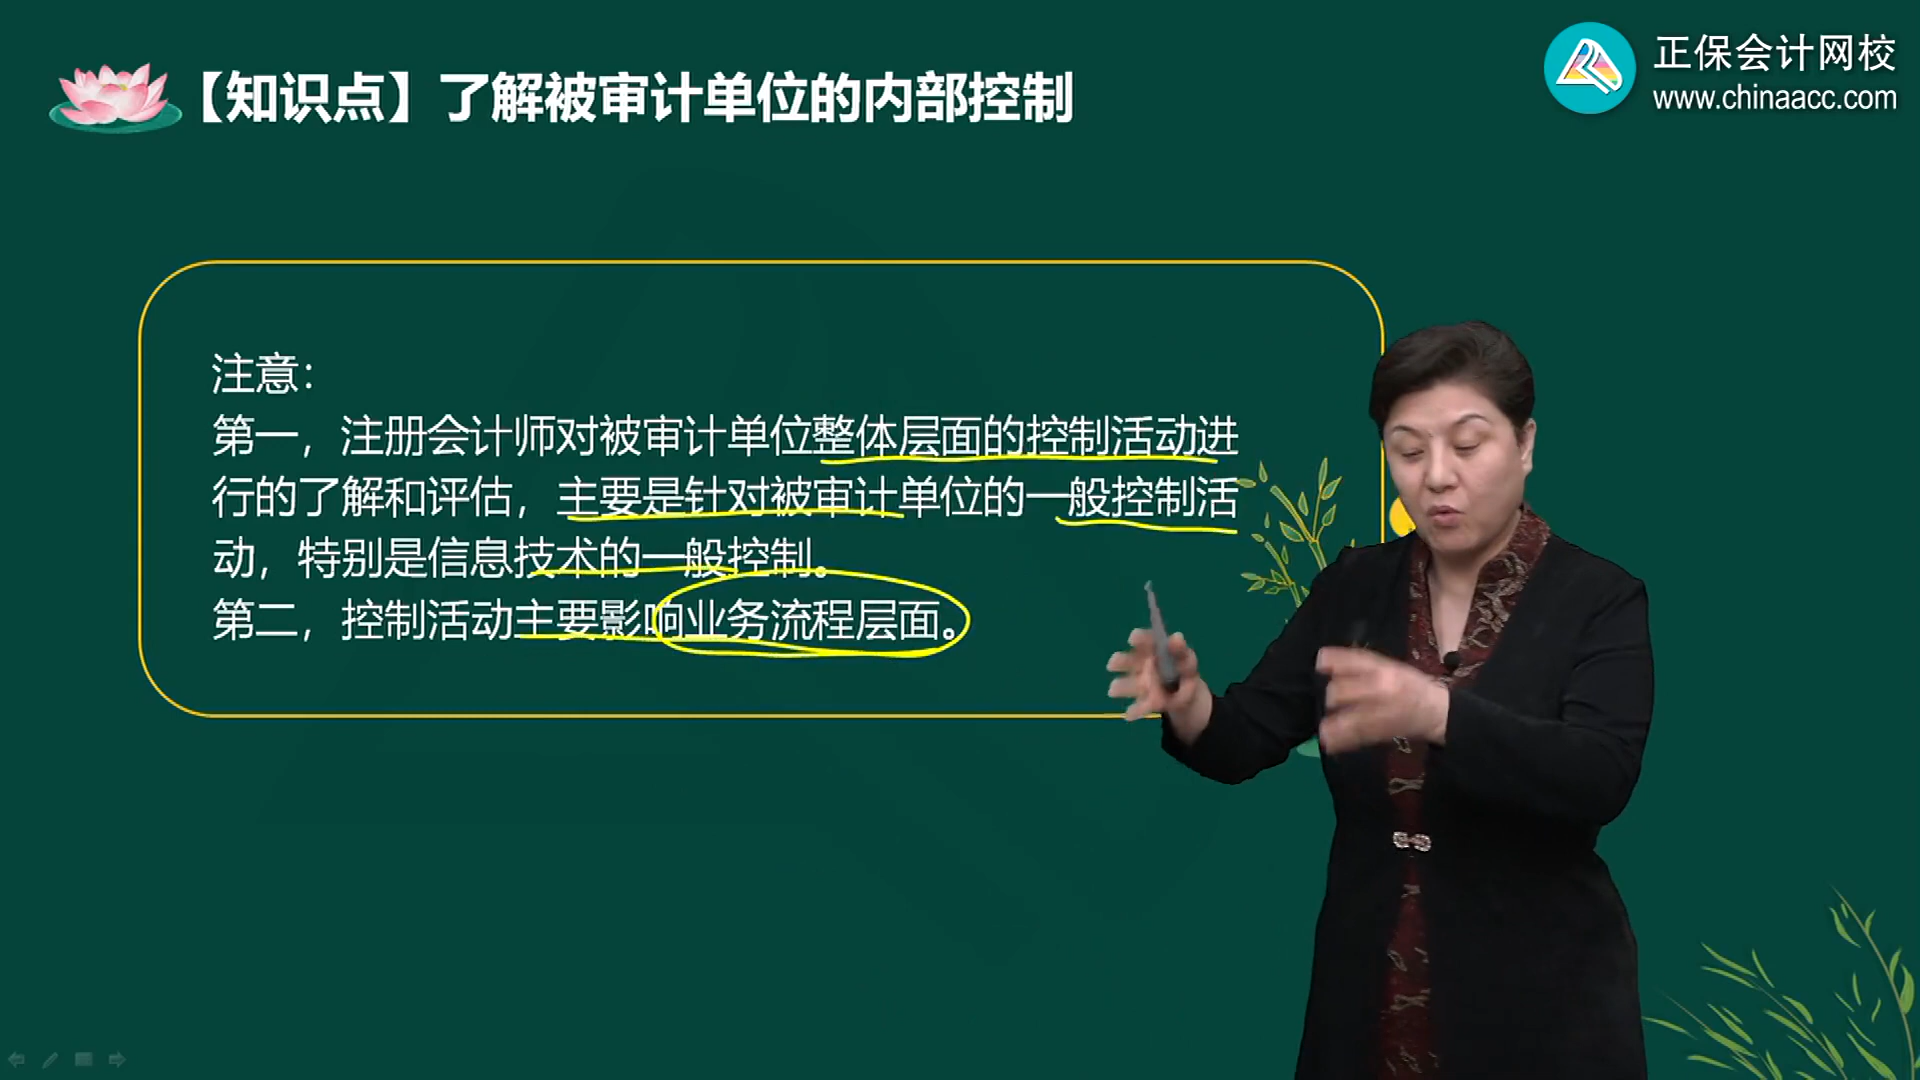 正保会计网校
www.chinaacc.com
【知识点】了解被审计单位的内部控制
注意：
第一，注册会计师对被审计单位整体层面的控制活动进
行的了解和评估，主要是针对被审计单位的一般控制活
动，特别是信息技术的一般控制。
第二，控制活动主要影响业务流程层面。